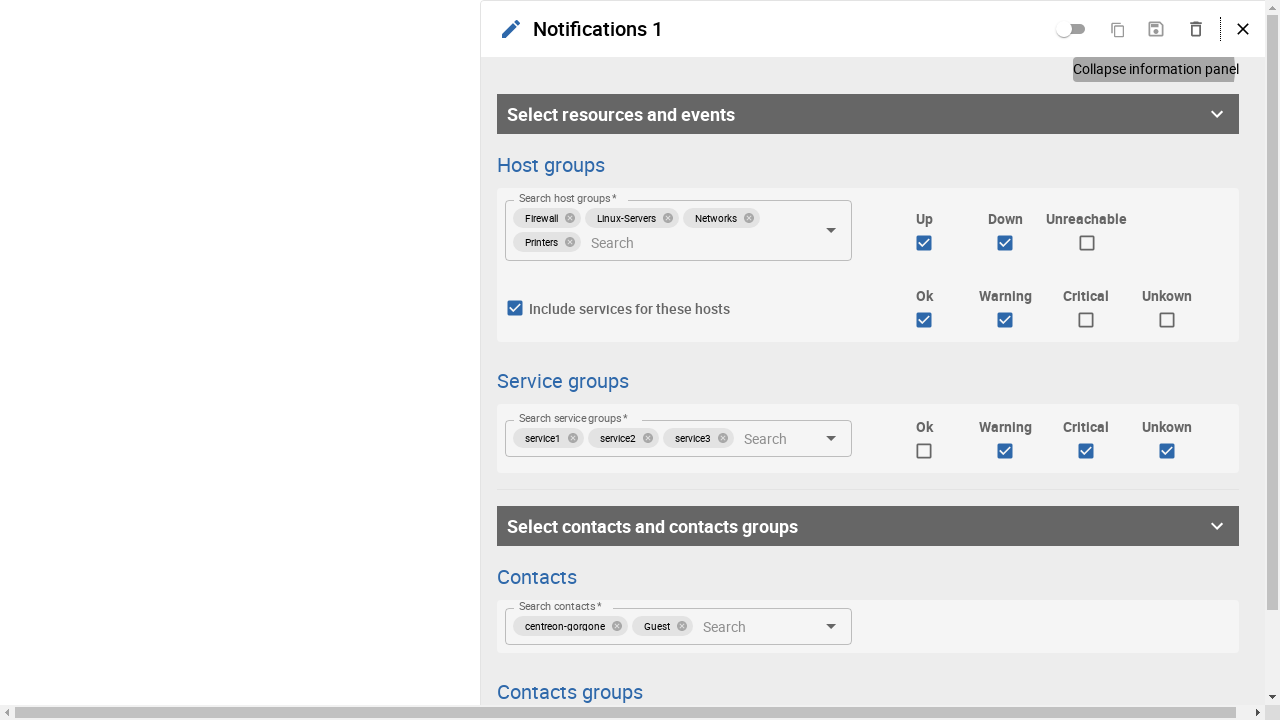 Notifications 1
Collapse information panel
Select resources and events
Host groups
Search host groups *
Firewall Linux-Servers Networks
Printers Search
Up Down Unreachable
Include services for these hosts
Ok Warning Critical Unkown
Service groups
Search service groups *
service1 service2 service3 Search
Ok Warning Critical Unkown
Select contacts and contacts groups
Contacts
Search contacts *
centreon-gorgone Guest Search
Contacts groups